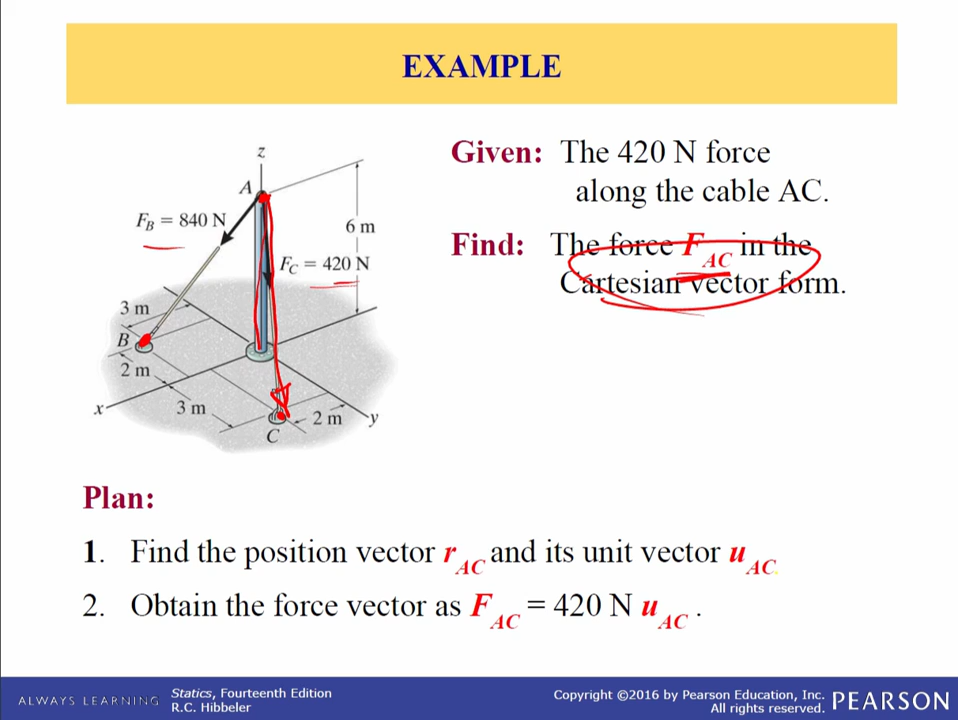 EXAMPLE
z
A
F_B = 840 N
6 m
F_C = 420 N
3 m
B
2 m
x
3 m
2 m
y
C
Given: The 420 N force
along the cable AC.
Find: The force F_AC in the
Cartesian vector form.
Plan:
1. Find the position vector r_AC and its unit vector u_AC.
2. Obtain the force vector as F_AC = 420 N u_AC .
ALWAYS LEARNING
Statics, Fourteenth Edition
R.C. Hibbeler
Copyright ©2016 by Pearson Education, Inc.
All rights reserved.
PEARSON